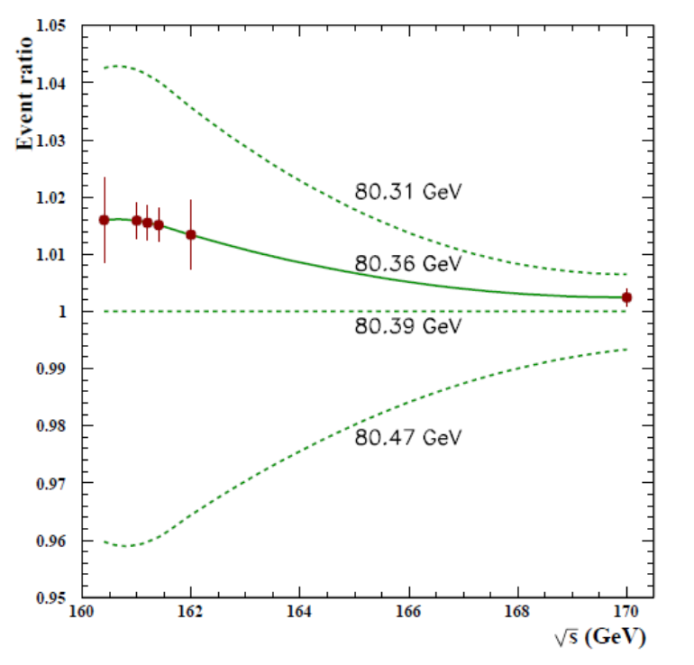 1.05
Event ratio
1.04
1.03
1.02
80.31 GeV
1.01
80.36 GeV
1
80.39 GeV
0.99
0.98
80.47 GeV
0.97
0.96
0.95
160 162 164 166 168 170
√s (GeV)